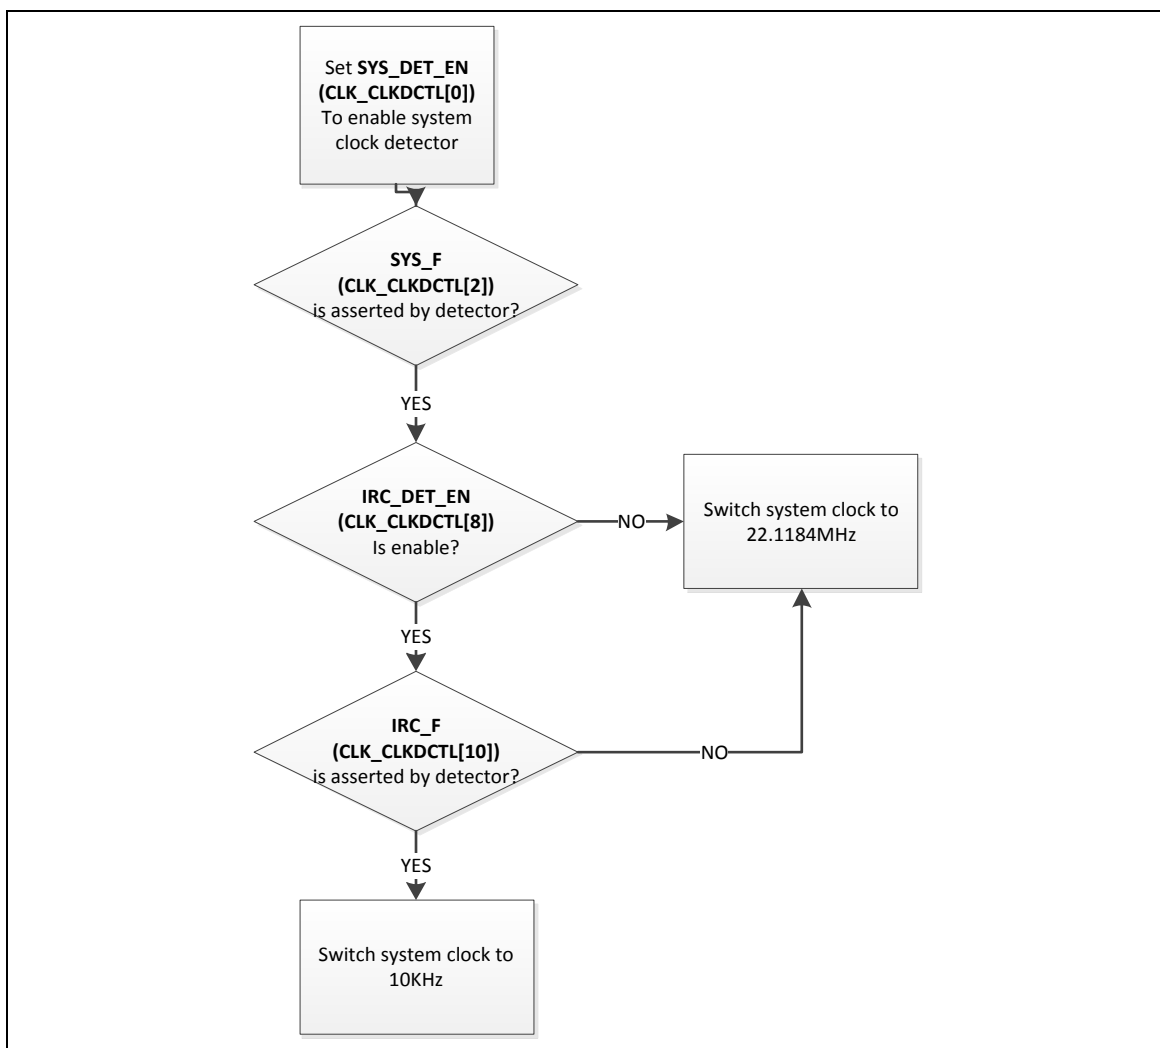 Set SYS_DET_EN
(CLK_CLKDCTL[0])
To enable system
clock detector
SYS_F
(CLK_CLKDCTL[2])
is asserted by detector?
YES
IRC_DET_EN
(CLK_CLKDCTL[8])
Is enable?
NO
Switch system clock to
22.1184MHz
YES
IRC_F
(CLK_CLKDCTL[10])
is asserted by detector?
NO
YES
Switch system clock to
10KHz